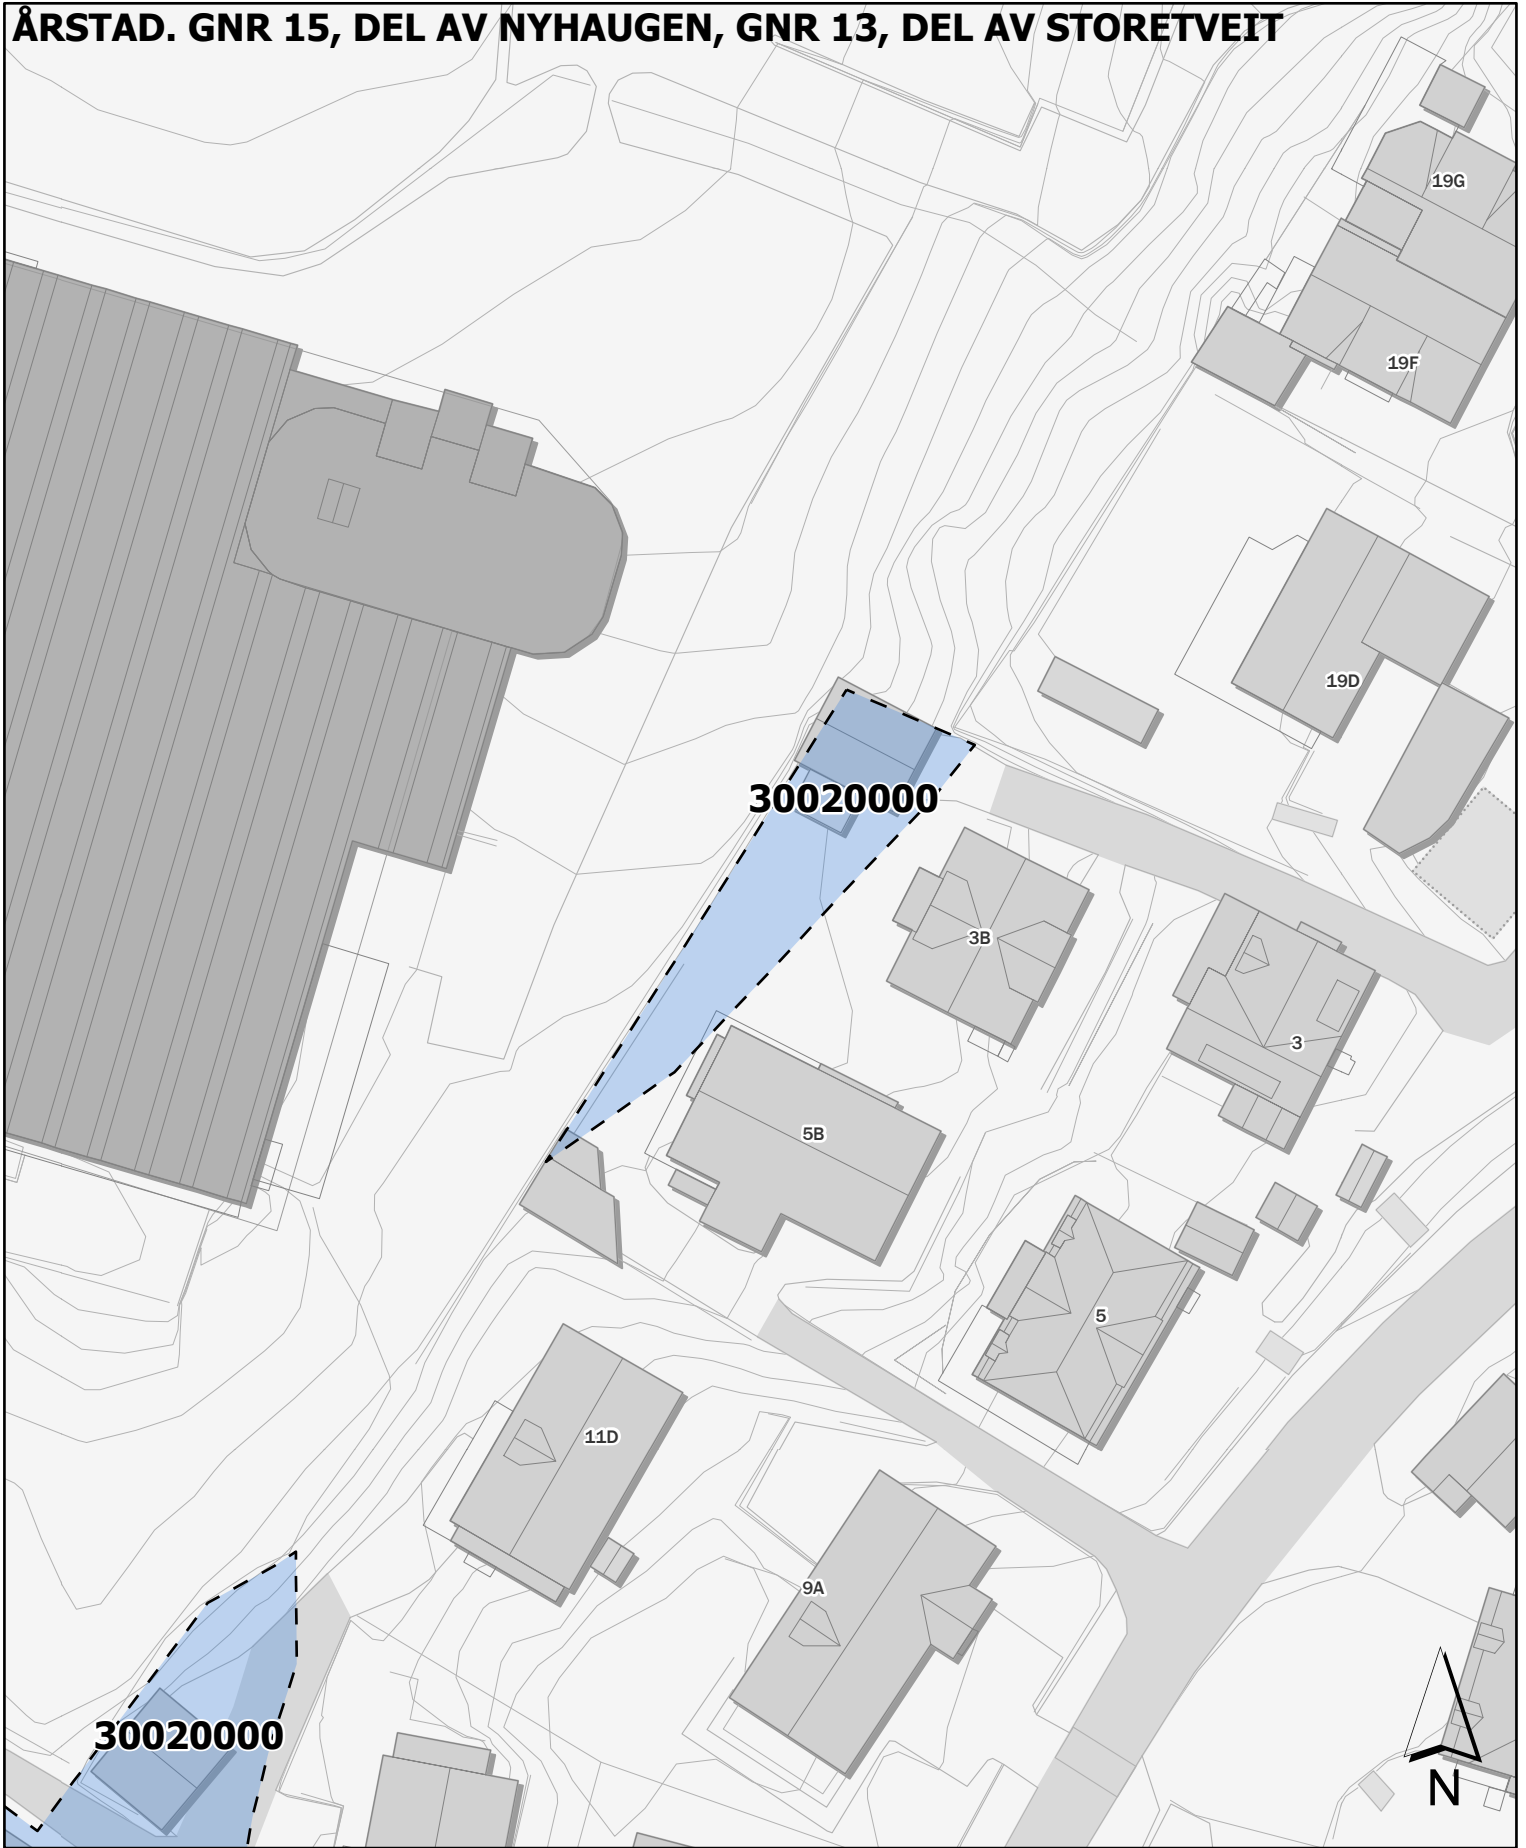 ÅRSTAD. GNR 15, DEL AV NYHAUGEN, GNR 13, DEL AV STORETVEIT
19G
19F
19D
30020000
3B
3
5B
5
11D
9A
30020000
N